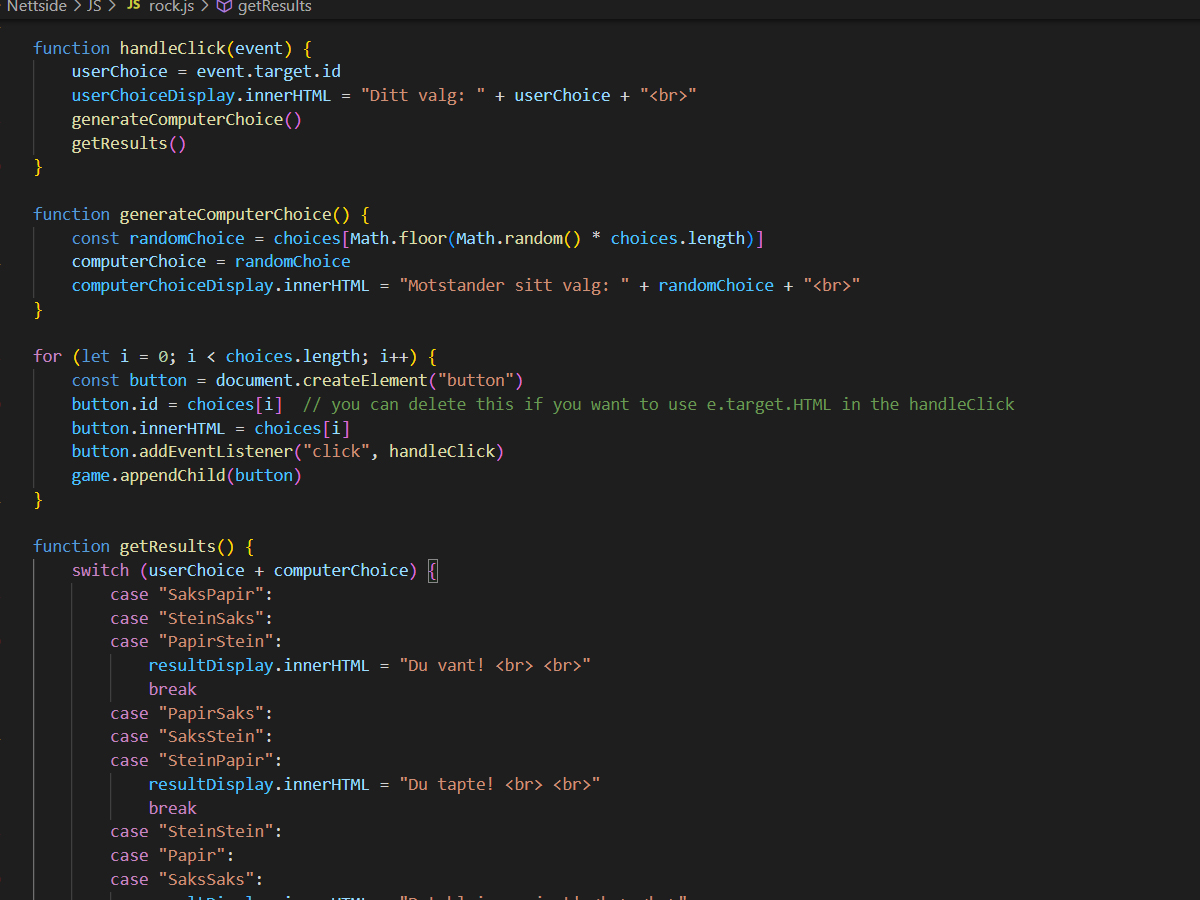 Nettside > JS > JS rock.js > getResults
function handleClick(event) {
userChoice = event.target.id
userChoiceDisplay.innerHTML = "Ditt valg: " + userChoice + "<br>"
generateComputerChoice()
getResults()
}
function generateComputerChoice() {
const randomChoice = choices[Math.floor(Math.random() * choices.length)]
computerChoice = randomChoice
computerChoiceDisplay.innerHTML = "Motstander sitt valg: " + randomChoice + "<br>"
}
for (let i = 0; i < choices.length; i++) {
const button = document.createElement("button")
button.id = choices[i] // you can delete this if you want to use e.target.HTML in the handleClick
button.innerHTML = choices[i]
button.addEventListener("click", handleClick)
game.appendChild(button)
}
function getResults() {
switch (userChoice + computerChoice) {
case "SaksPapir":
case "SteinSaks":
case "PapirStein":
resultDisplay.innerHTML = "Du vant! <br> <br>"
break
case "PapirSaks":
case "SaksStein":
case "SteinPapir":
resultDisplay.innerHTML = "Du tapte! <br> <br>"
break
case "SteinStein":
case "Papir":
case "SaksSaks":